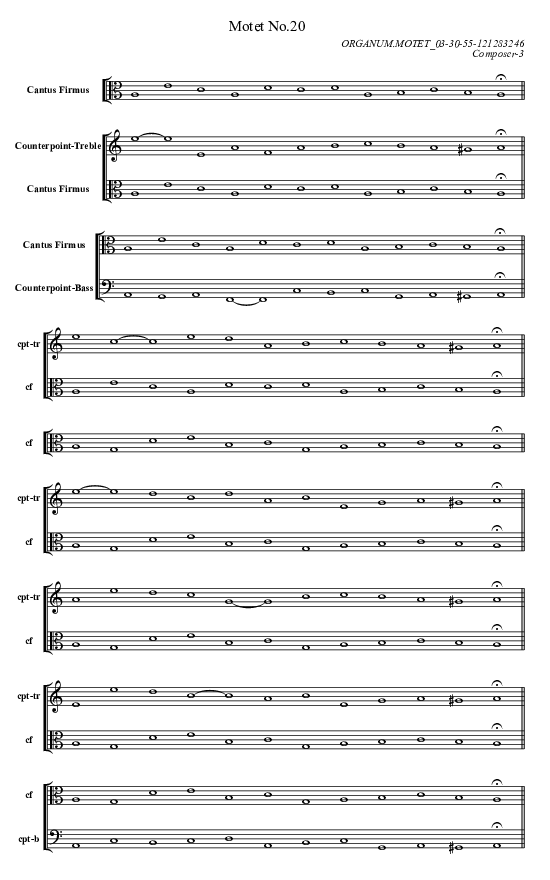 Motet No.20
ORGANUM.MOTET_03-30-55-121283246
Composer-3
Cantus Firmus
Counterpoint-Treble
Cantus Firmus
Cantus Firmus
Counterpoint-Bass
cpt-tr
cf
cf
cpt-tr
cf
cpt-tr
cf
cpt-tr
cf
cf
cpt-b